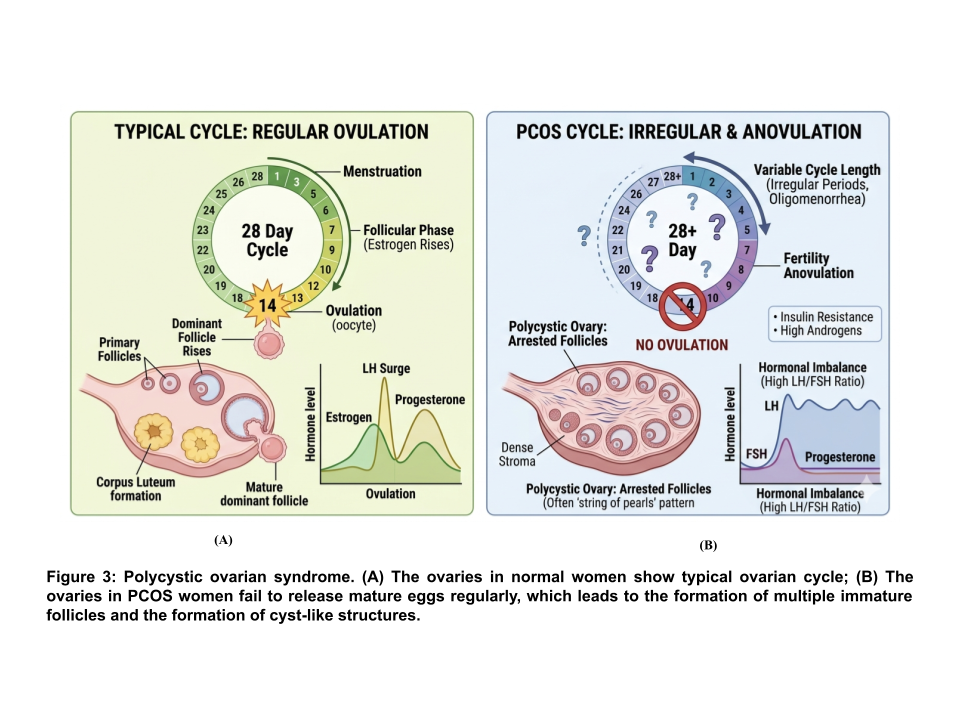 TYPICAL CYCLE: REGULAR OVULATION
28 1 3 5 6 7 9 10 12 13 14 18 19 20 22 23 24 25 26
28 Day
Cycle
Menstruation
Follicular Phase
(Estrogen Rises)
Ovulation
(oocyte)
Dominant
Follicle
Rises
Primary
Follicles
Corpus Luteum
formation
Mature
dominant follicle
Hormone level
LH Surge
Estrogen
Progesterone
Ovulation
PCOS CYCLE: IRREGULAR & ANOVULATION
28+ 1 2 3 4 5 7 8 9 10 14 18 19 20 21 22 24 26 27
28+
Day
? ? ? ? ? ?
Variable Cycle Length
(Irregular Periods,
Oligomenorrhea)
Fertility
Anovulation
• Insulin Resistance
• High Androgens
NO OVULATION
Polycystic Ovary:
Arrested Follicles
Dense
Stroma
Polycystic Ovary: Arrested Follicles
(Often 'string of pearls' pattern
Hormonal Imbalance
(High LH/FSH Ratio)
Hormone level
LH
FSH
Progesterone
Hormonal Imbalance
(High LH/FSH Ratio)
(A)
(B)
Figure 3: Polycystic ovarian syndrome. (A) The ovaries in normal women show typical ovarian cycle; (B) The
ovaries in PCOS women fail to release mature eggs regularly, which leads to the formation of multiple immature
follicles and the formation of cyst-like structures.